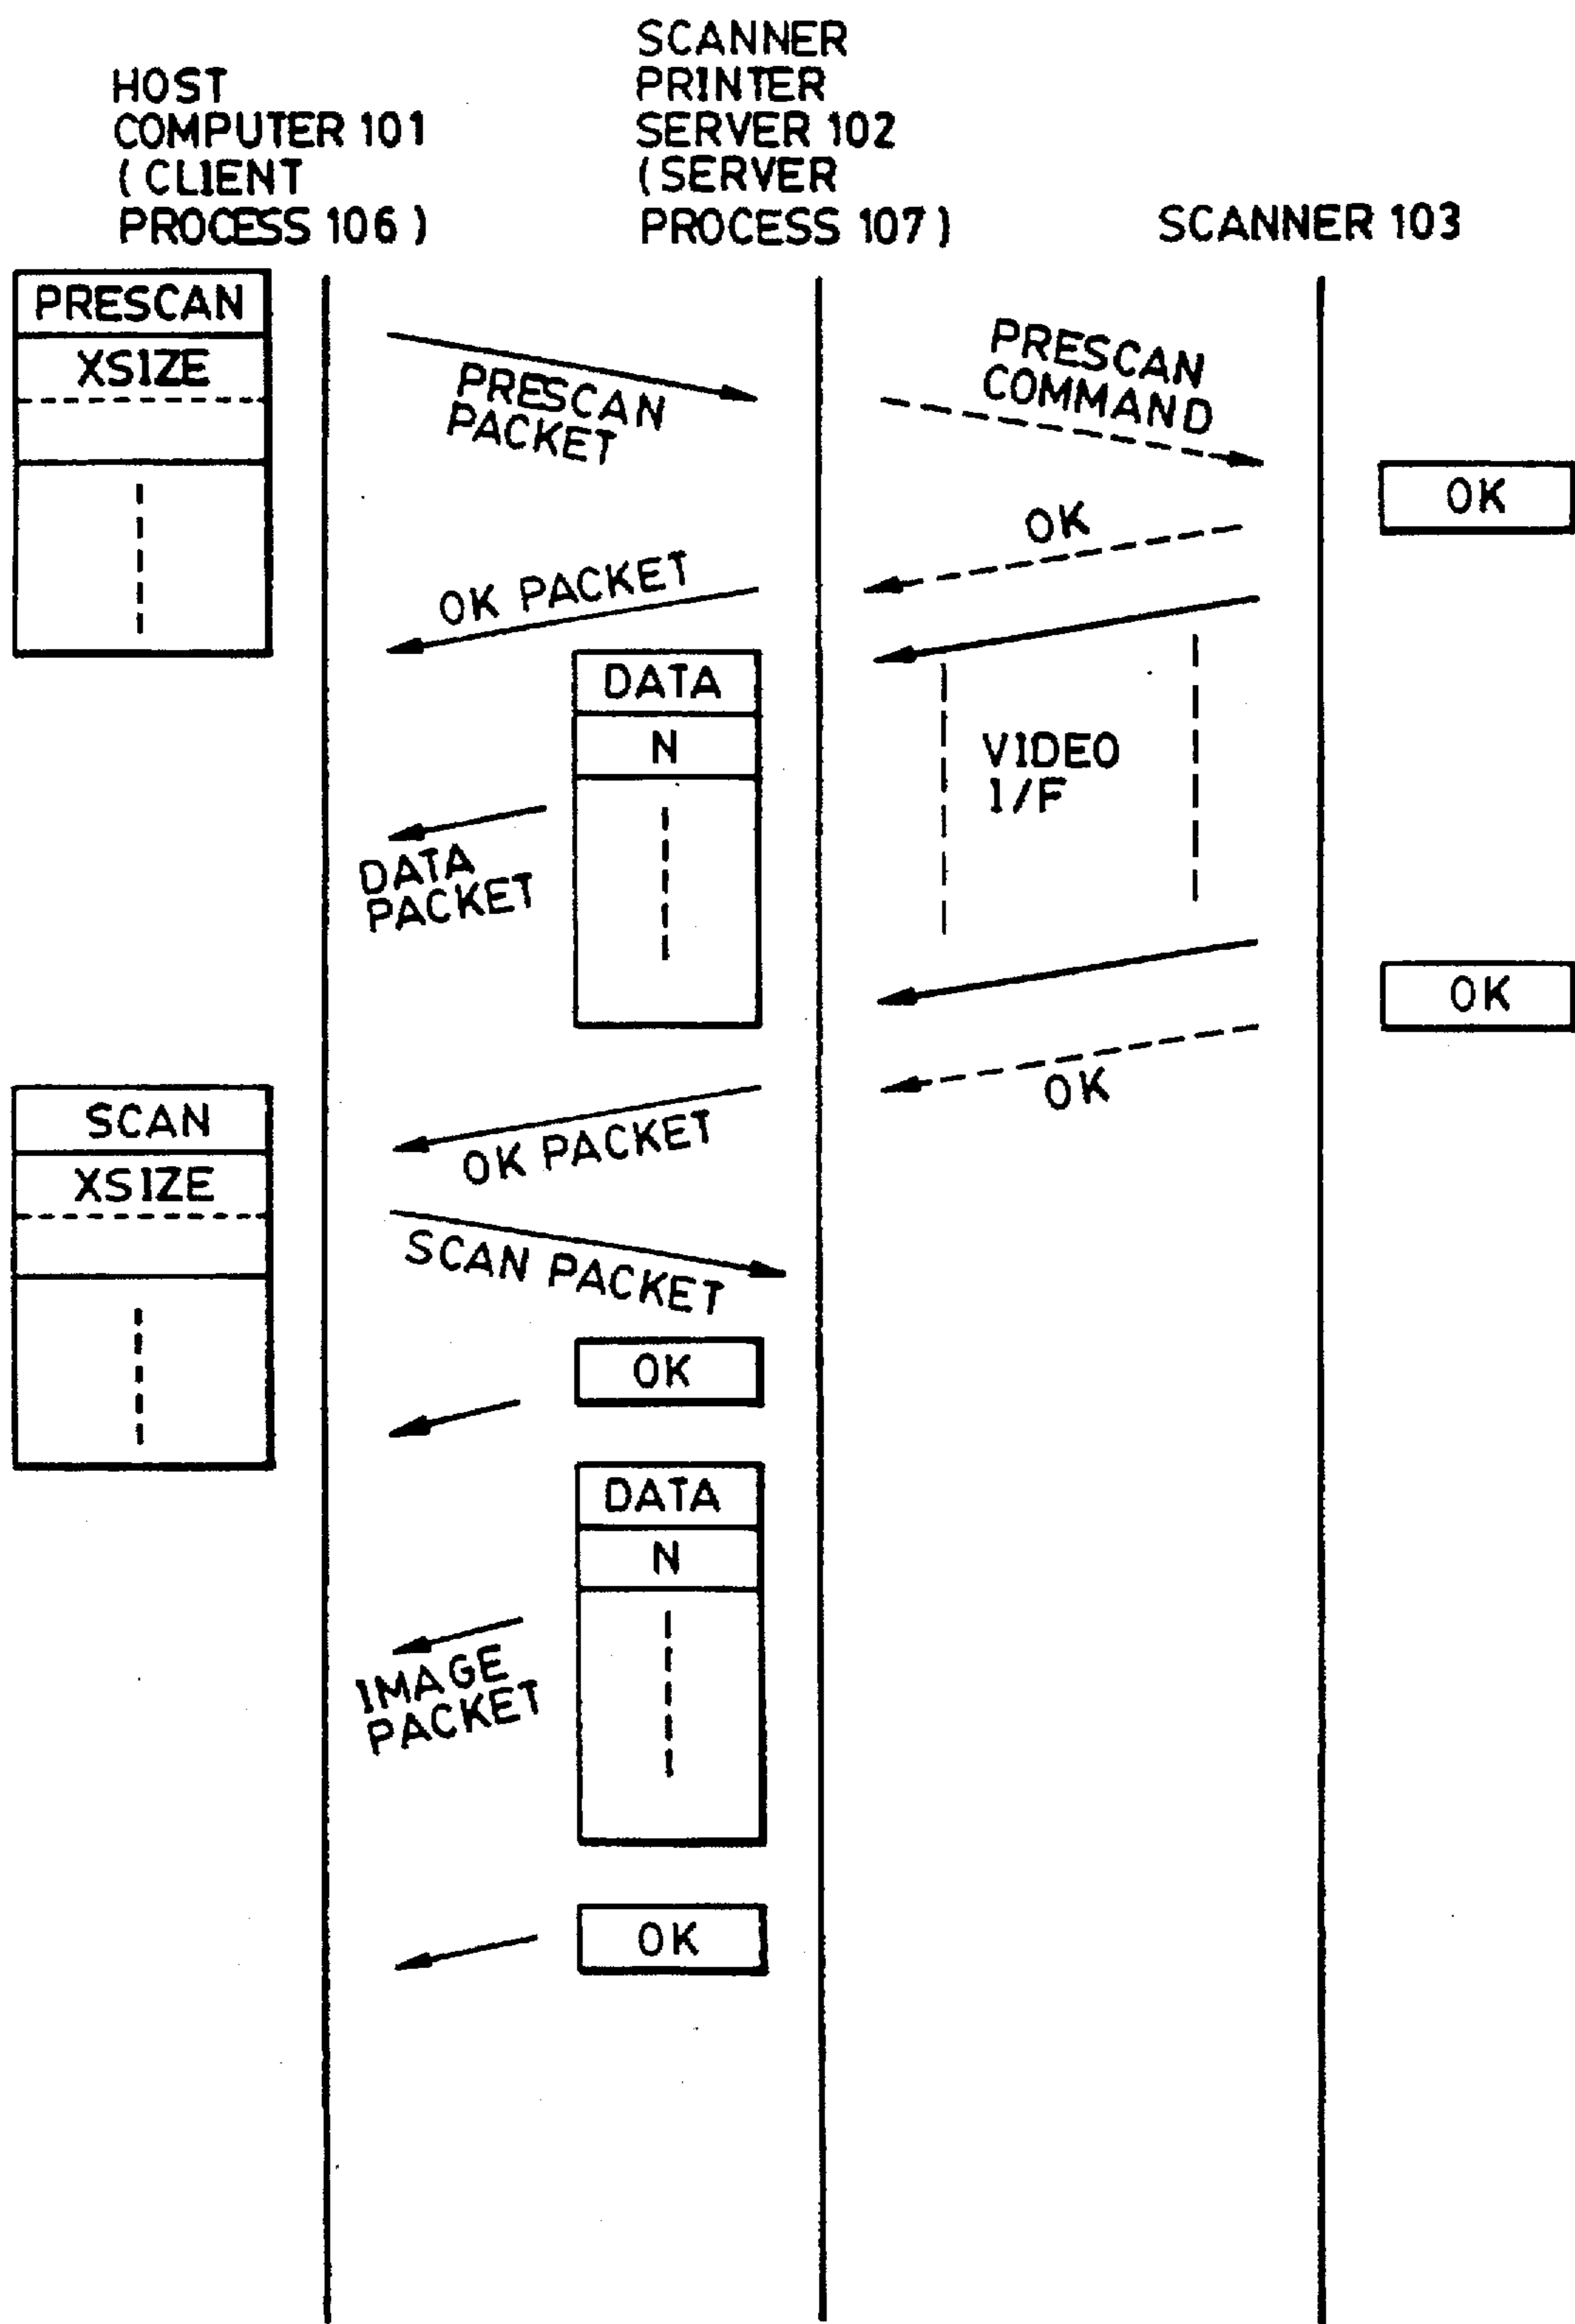 HOST
COMPUTER 101
(CLIENT
PROCESS 106)
SCANNER
PRINTER
SERVER 102
(SERVER
PROCESS 107)
SCANNER 103
PRESCAN
XSIZE
PRESCAN
PACKET
PRESCAN
COMMAND
OK
OK
OK PACKET
DATA
N
VIDEO
I/F
DATA
PACKET
OK
OK
OK PACKET
SCAN
XSIZE
SCAN PACKET
OK
DATA
N
IMAGE
PACKET
OK